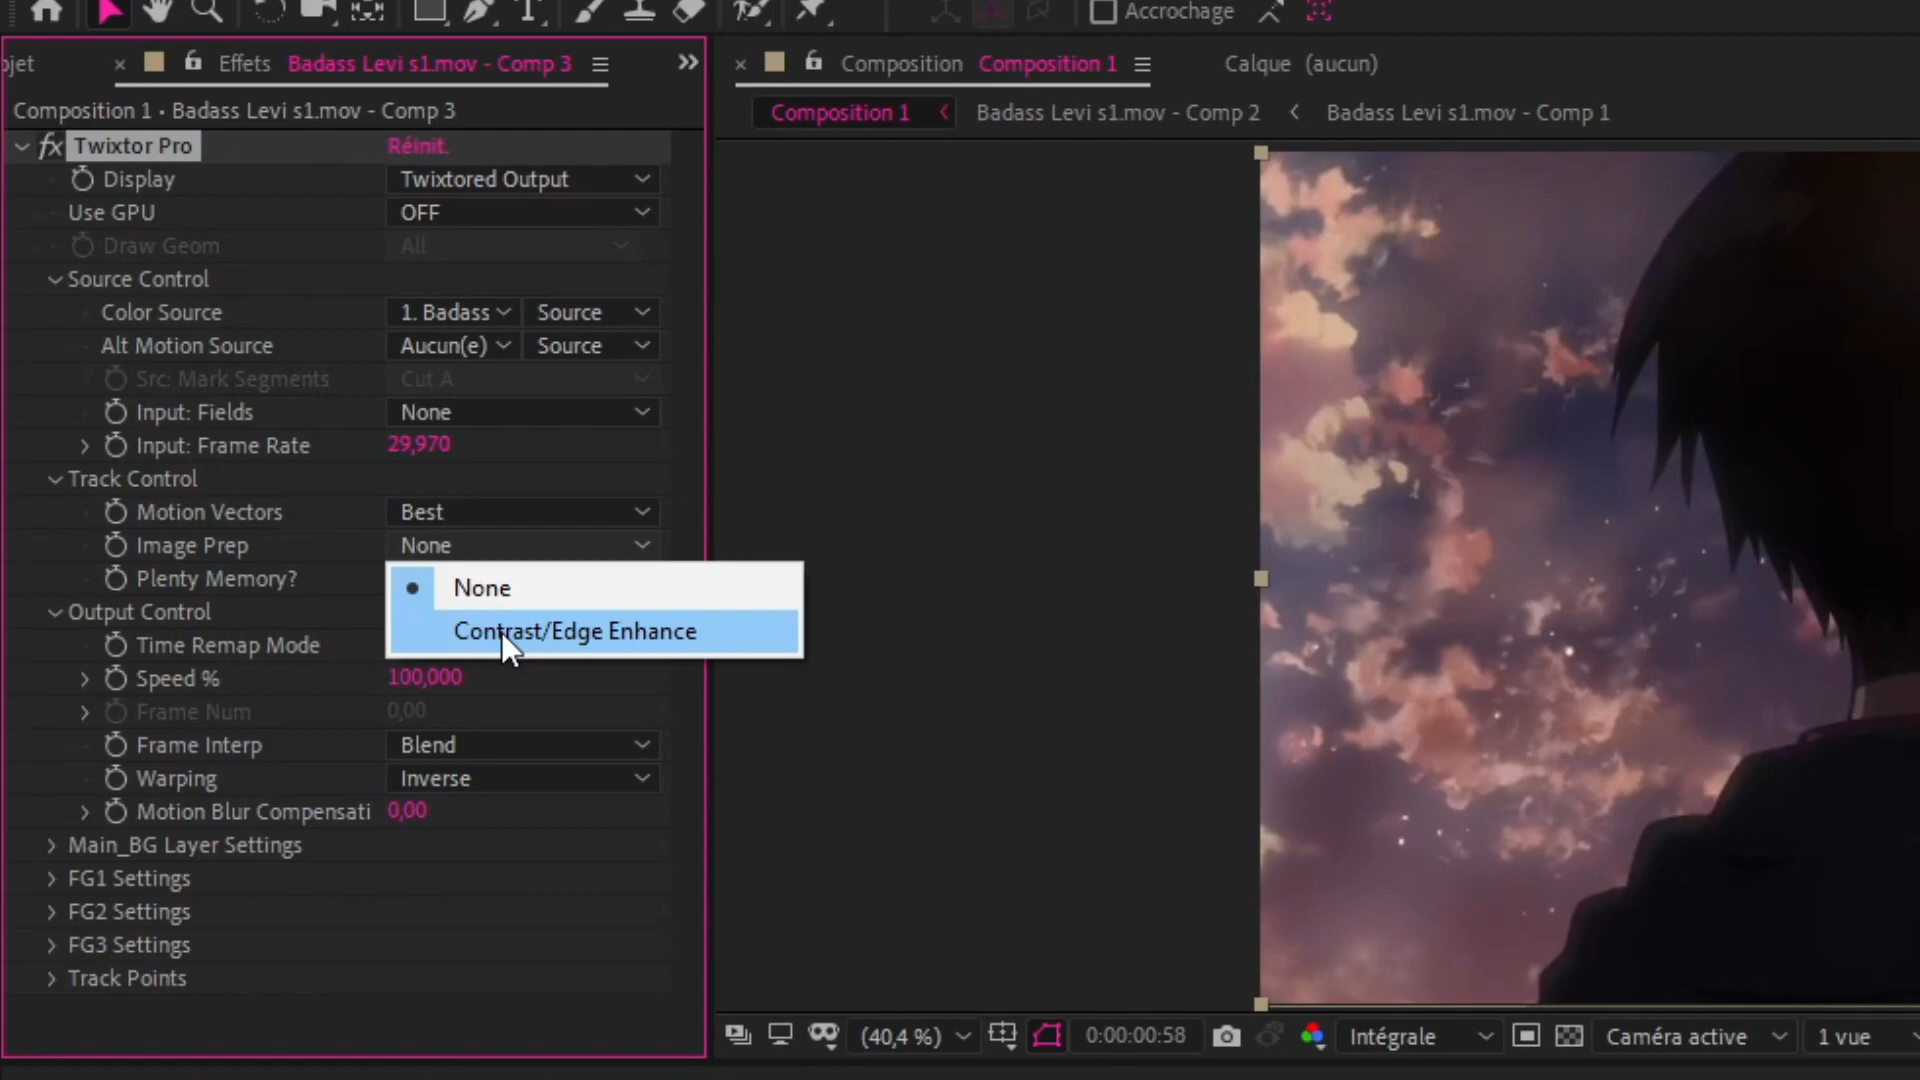 Accrochage
ojet
× Effets Badass Levi s1.mov - Comp 3
Composition 1 • Badass Levi s1.mov - Comp 3
fx Twixtor Pro Réinit.
Display Twixtored Output
Use GPU OFF
Draw Geom All
Source Control
Color Source 1. Badass Source
Alt Motion Source Aucun(e) Source
Src: Mark Segments Cut A
Input: Fields None
Input: Frame Rate 29,970
Track Control
Motion Vectors Best
Image Prep None
Plenty Memory?
None
Contrast/Edge Enhance
Output Control
Time Remap Mode
Speed % 100,000
Frame Num 0,00
Frame Interp Blend
Warping Inverse
Motion Blur Compensati 0,00
Main_BG Layer Settings
FG1 Settings
FG2 Settings
FG3 Settings
Track Points
× Composition Composition 1 Calque (aucun)
Composition 1 Badass Levi s1.mov - Comp 2 Badass Levi s1.mov - Comp 1
(40,4 %) 0:00:00:58 Intégrale Caméra active 1 vue